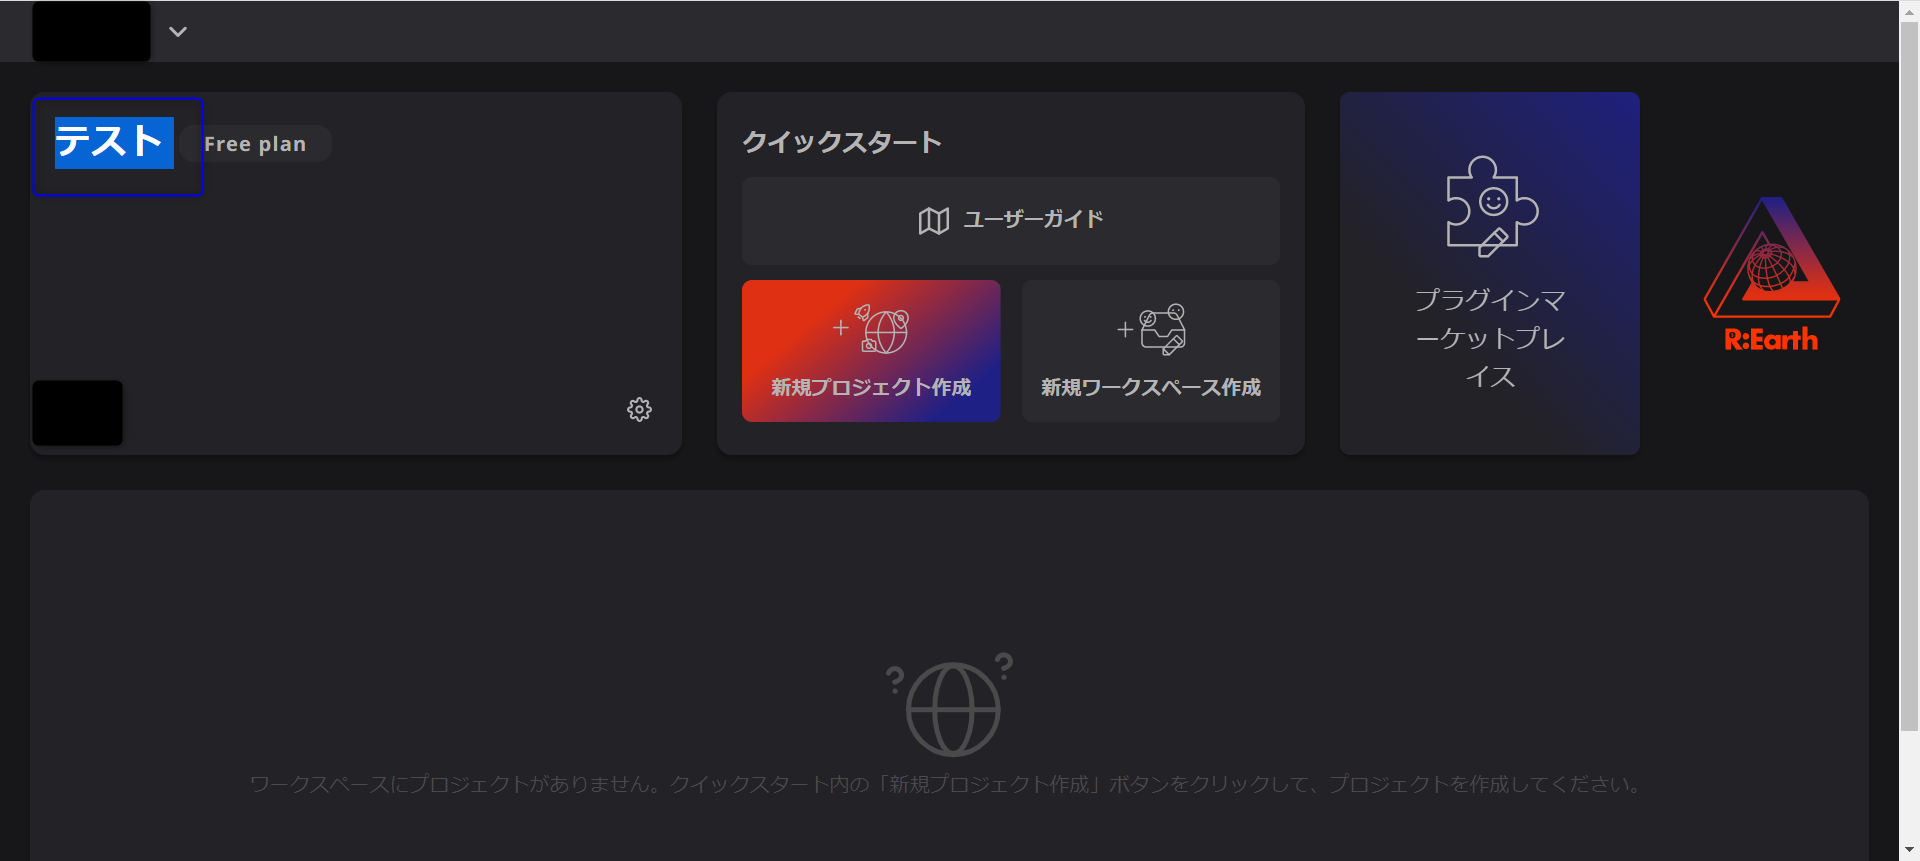 テスト
Free plan
クイックスタート
ユーザーガイド
新規プロジェクト作成
新規ワークスペース作成
プラグインマ
ーケットプレ
イス
R:Earth
ワークスペースにプロジェクトがありません。クイックスタート内の「新規プロジェクト作成」ボタンをクリックして、プロジェクトを作成してください。